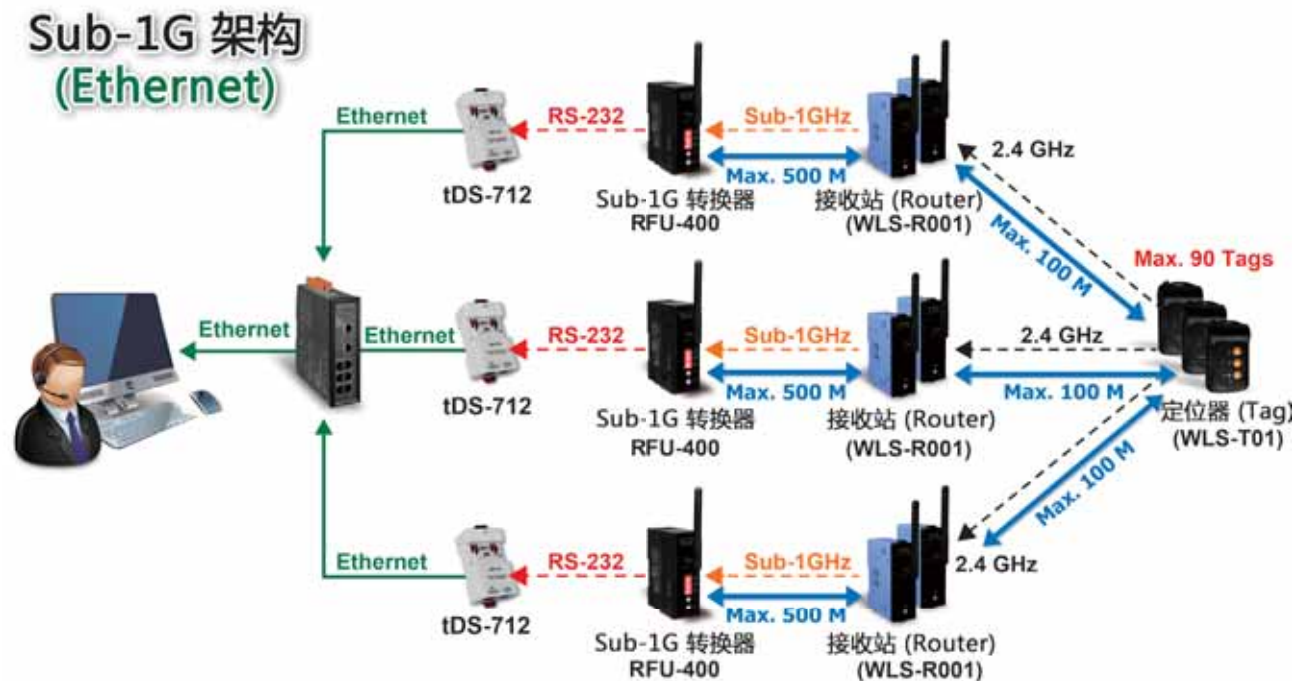 Sub-1G 架构
(Ethernet)
Ethernet
RS-232
Sub-1GHz
2.4 GHz
Max. 500 M
tDS-712
Sub-1G 转换器
RFU-400
接收站 (Router)
(WLS-R001)
Max. 100 M
Max. 90 Tags
Ethernet
Ethernet
RS-232
Sub-1GHz
2.4 GHz
Max. 500 M
Max. 100 M
tDS-712
Sub-1G 转换器
RFU-400
接收站 (Router)
(WLS-R001)
定位器 (Tag)
(WLS-T01)
Max. 100 M
Ethernet
RS-232
Sub-1GHz
2.4 GHz
Max. 500 M
tDS-712
Sub-1G 转换器
RFU-400
接收站 (Router)
(WLS-R001)